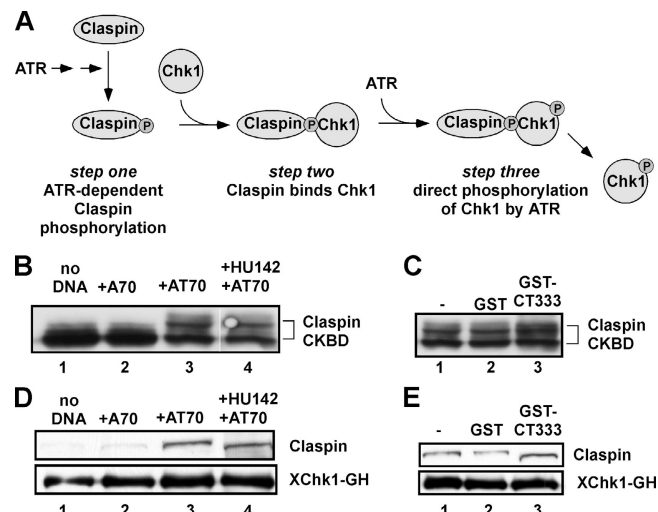 A
Claspin
ATR
Chk1
ATR
Claspin P
Claspin P Chk1
Claspin P Chk1 P
Chk1 P
step one
ATR-dependent
Claspin
phosphorylation
step two
Claspin binds Chk1
step three
direct phosphorylation
of Chk1 by ATR
B
no
DNA +A70 +AT70 +HU142
+AT70
Claspin
CKBD
1 2 3 4
C
- GST GST-
CT333
Claspin
CKBD
1 2 3
D
no
DNA +A70 +AT70 +HU142
+AT70
Claspin
XChk1-GH
1 2 3 4
E
- GST GST-
CT333
Claspin
XChk1-GH
1 2 3